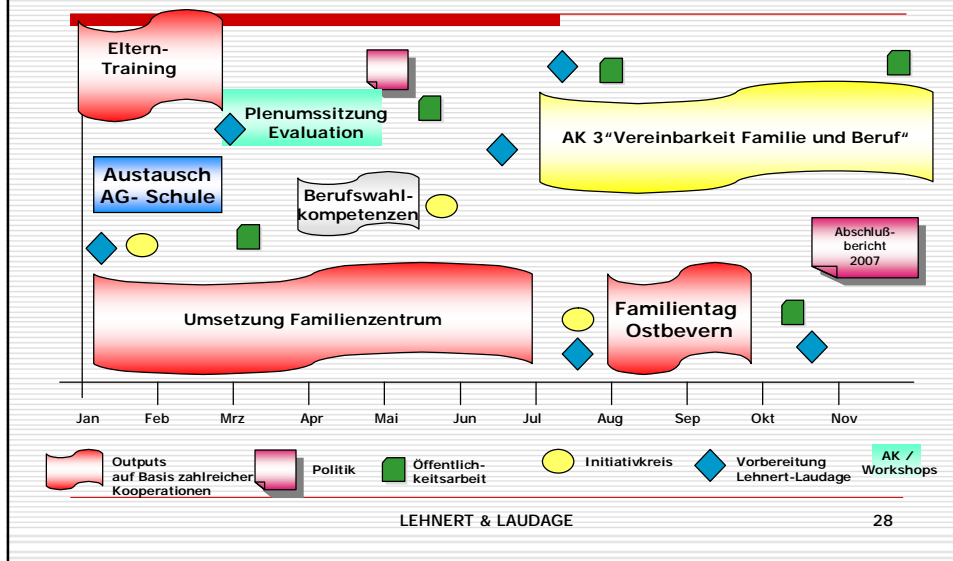 Eltern-
Training
Plenumssitzung
Evaluation
AK 3"Vereinbarkeit Familie und Beruf"
Austausch
AG- Schule
Berufswahl-
kompetenzen
Abschluß-
bericht
2007
Umsetzung Familienzentrum
Familientag
Ostbevern
Jan Feb Mrz Apr Mai Jun Jul Aug Sep Okt Nov
Outputs
auf Basis zahlreicher
Kooperationen
Politik
Öffentlich-
keitsarbeit
Initiativkreis
Vorbereitung
Lehnert-Laudage
AK /
Workshops
LEHNERT & LAUDAGE 28